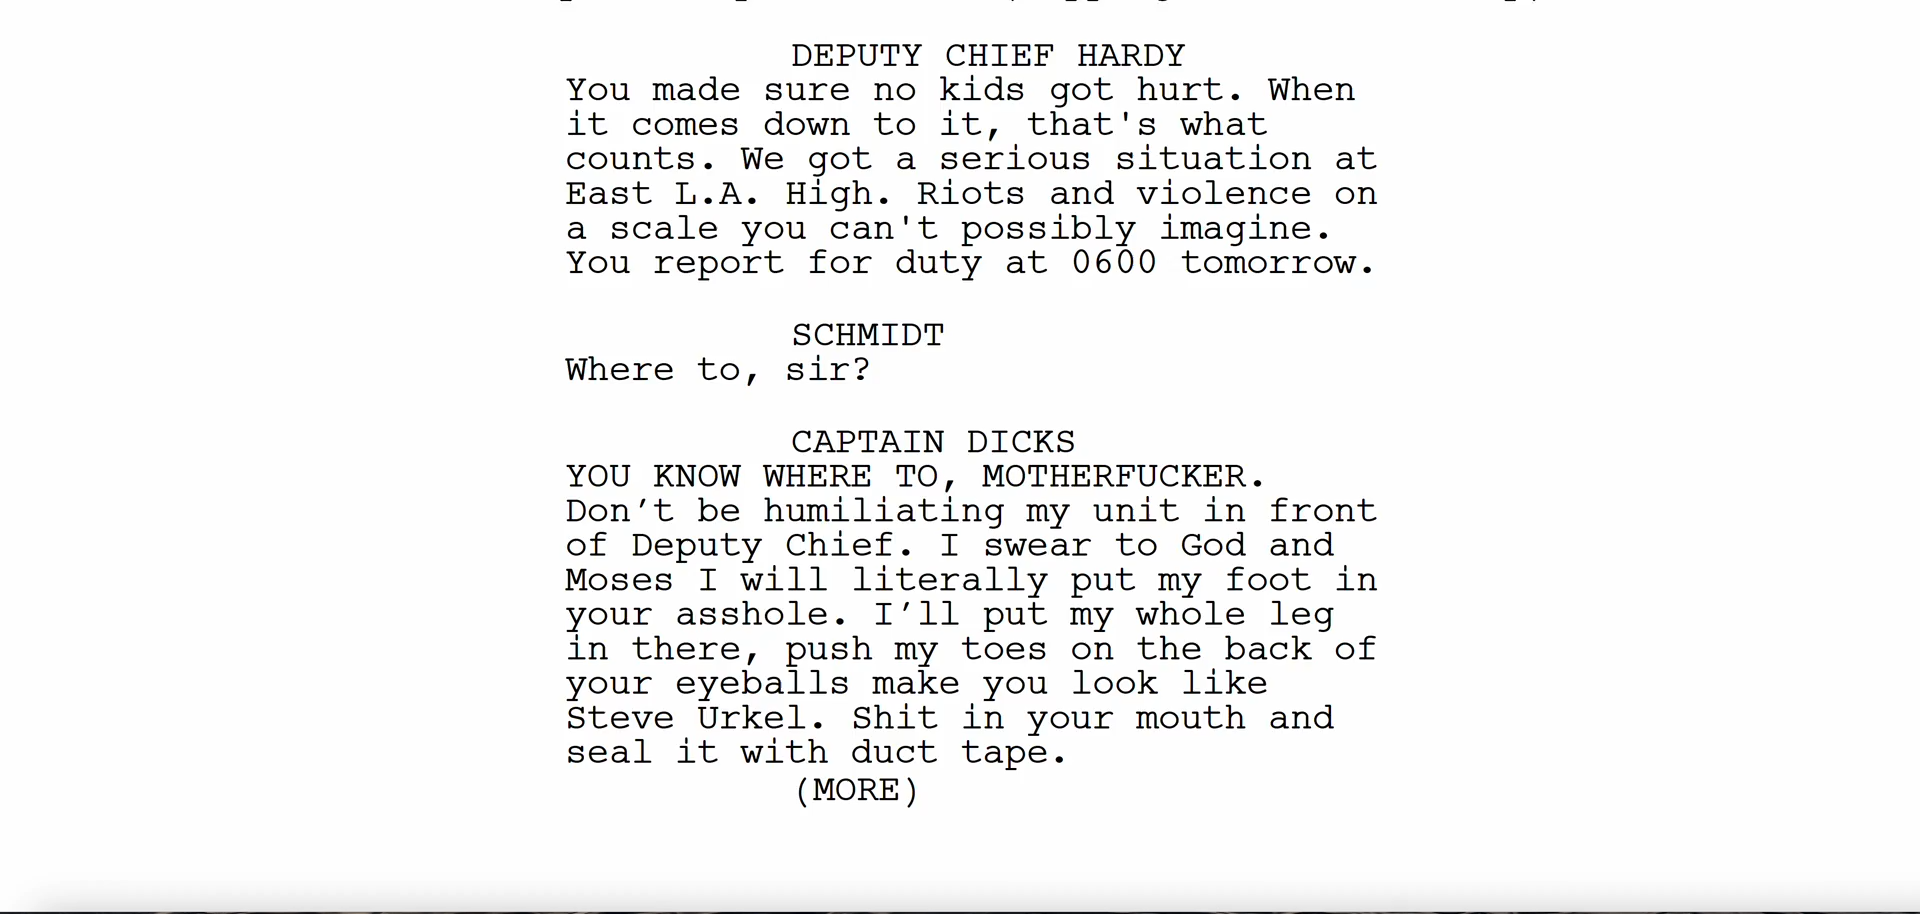 DEPUTY CHIEF HARDY
You made sure no kids got hurt. When
it comes down to it, that's what
counts. We got a serious situation at
East L.A. High. Riots and violence on
a scale you can't possibly imagine.
You report for duty at 0600 tomorrow.
SCHMIDT
Where to, sir?
CAPTAIN DICKS
YOU KNOW WHERE TO, MOTHERFUCKER.
Don’t be humiliating my unit in front
of Deputy Chief. I swear to God and
Moses I will literally put my foot in
your asshole. I’ll put my whole leg
in there, push my toes on the back of
your eyeballs make you look like
Steve Urkel. Shit in your mouth and
seal it with duct tape.
(MORE)